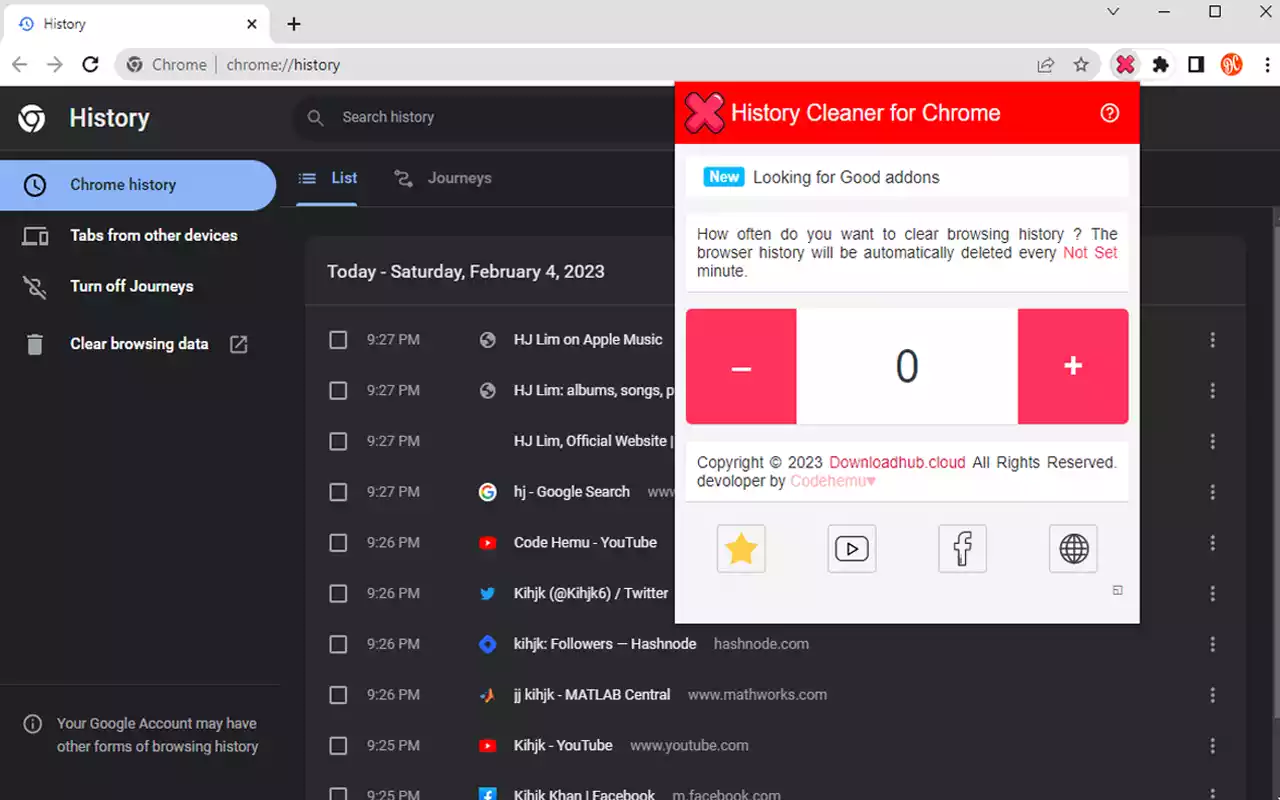 History
Chrome
chrome://history
History
Search history
Chrome history
Tabs from other devices
Turn off Journeys
Clear browsing data
Your Google Account may have
other forms of browsing history
List
Journeys
Today - Saturday, February 4, 2023
9:27 PM HJ Lim on Apple Music
9:27 PM HJ Lim: albums, songs, p
9:27 PM HJ Lim, Official Website |
9:27 PM hj - Google Search www
9:26 PM Code Hemu - YouTube
9:26 PM Kihjk (@Kihjk6) / Twitter
9:26 PM kihjk: Followers — Hashnode hashnode.com
9:26 PM jj kihjk - MATLAB Central www.mathworks.com
9:25 PM Kihjk - YouTube www.youtube.com
9:25 PM Kihjk Khan | Facebook m.facebook.com
History Cleaner for Chrome
New Looking for Good addons
How often do you want to clear browsing history ? The
browser history will be automatically deleted every Not Set
minute.
– 0 +
Copyright © 2023 Downloadhub.cloud All Rights Reserved.
devoloper by Codehemu♥